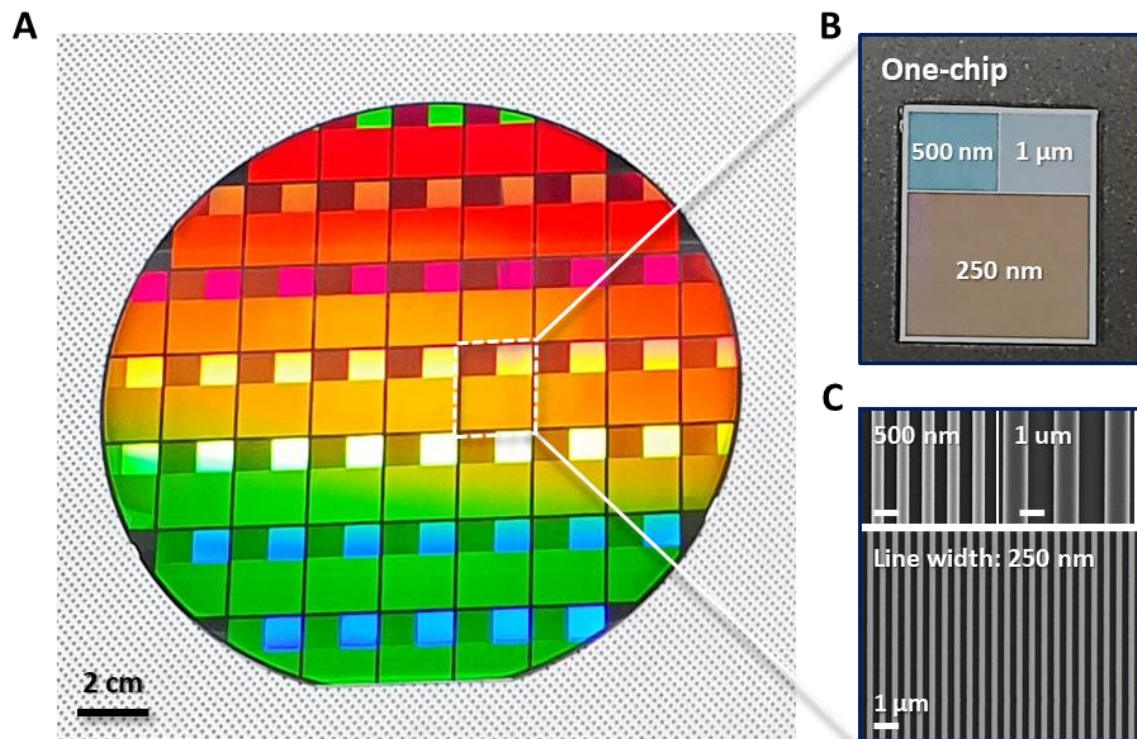 A
2 cm
B
One-chip
500 nm
1 μm
250 nm
C
500 nm
1 um
Line width: 250 nm
1 μm